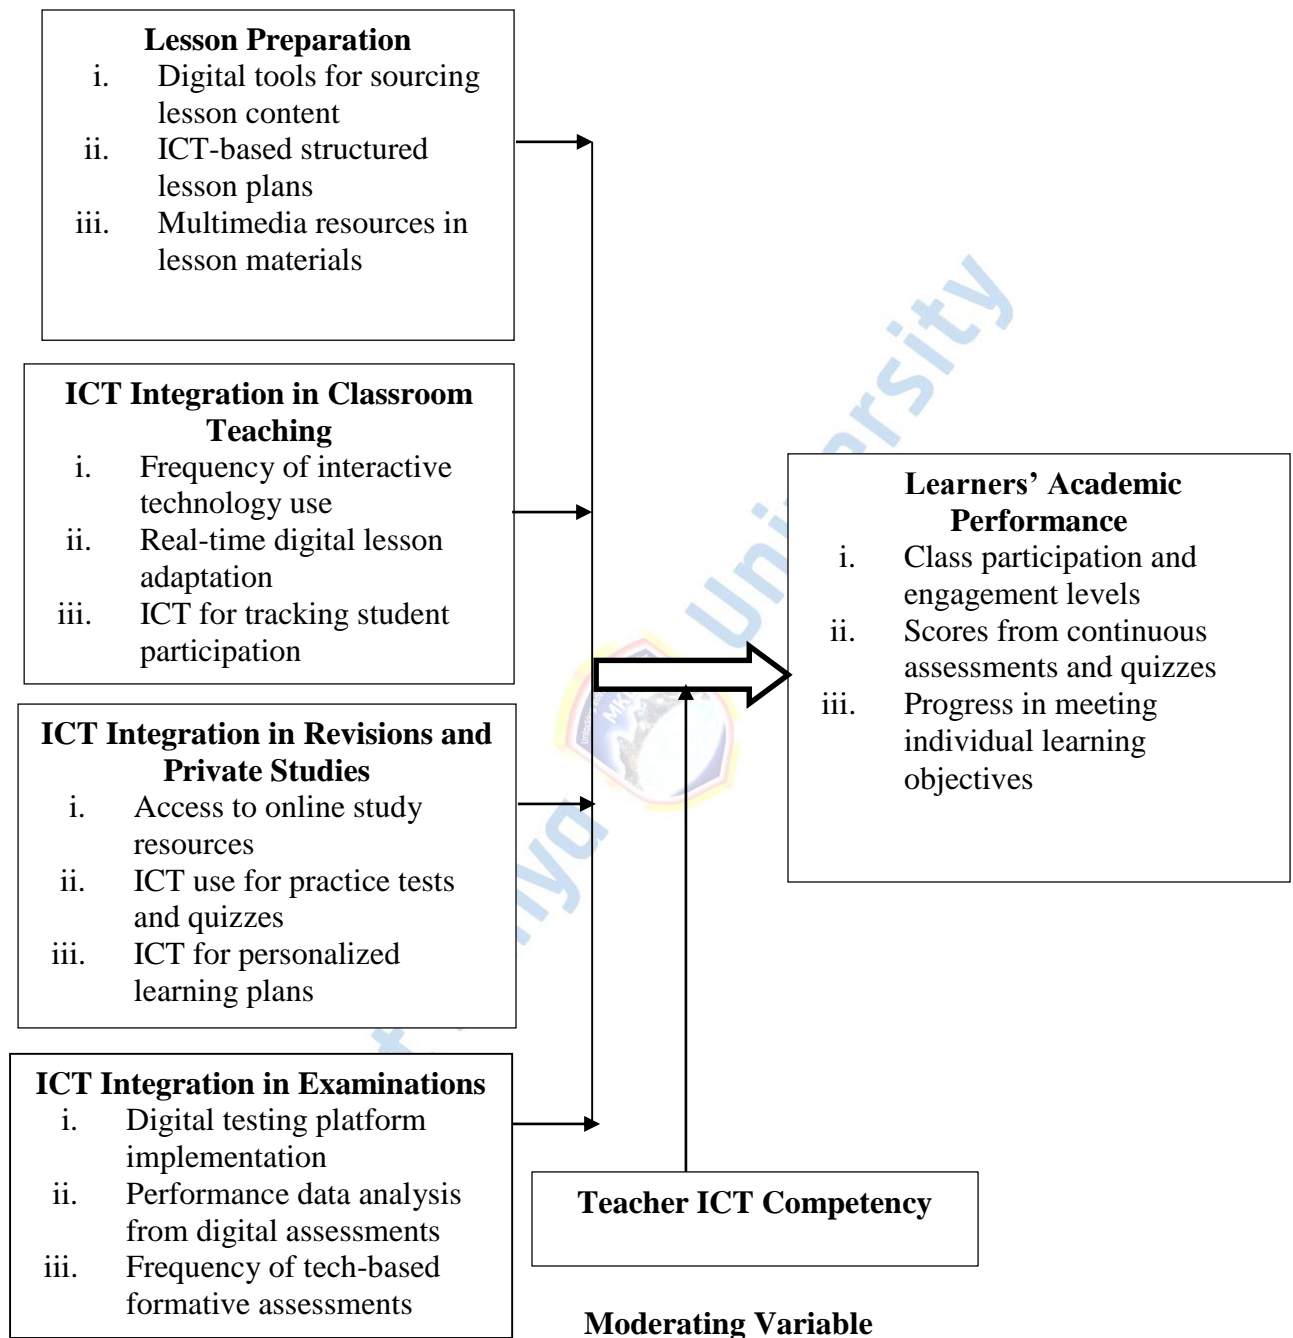 Lesson Preparation
i. Digital tools for sourcing
lesson content
ii. ICT-based structured
lesson plans
iii. Multimedia resources in
lesson materials
ICT Integration in Classroom
Teaching
i. Frequency of interactive
technology use
ii. Real-time digital lesson
adaptation
iii. ICT for tracking student
participation
ICT Integration in Revisions and
Private Studies
i. Access to online study
resources
ii. ICT use for practice tests
and quizzes
iii. ICT for personalized
learning plans
ICT Integration in Examinations
i. Digital testing platform
implementation
ii. Performance data analysis
from digital assessments
iii. Frequency of tech-based
formative assessments
Learners’ Academic
Performance
i. Class participation and
engagement levels
ii. Scores from continuous
assessments and quizzes
iii. Progress in meeting
individual learning
objectives
Teacher ICT Competency
Moderating Variable
University